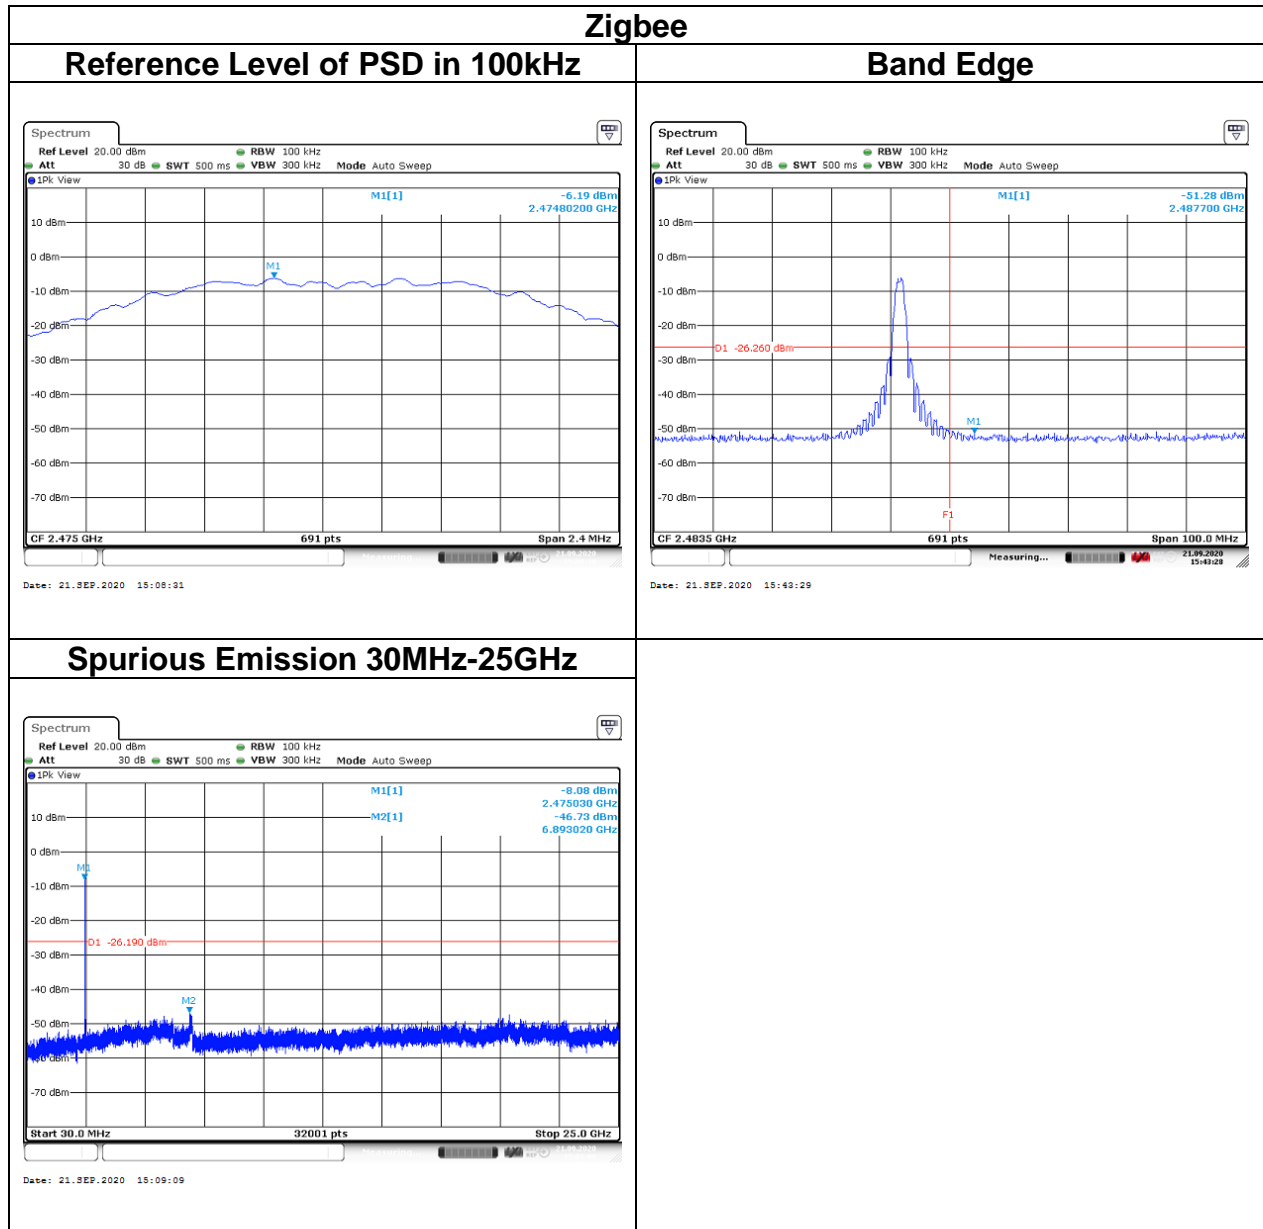 Zigbee
Reference Level of PSD in 100kHz
Band Edge
Spectrum
Ref Level 20.00 dBm RBW 100 kHz
Att 30 dB SWT 500 ms VBW 300 kHz Mode Auto Sweep
1Pk View
M1[1] -6.19 dBm
2.47480200 GHz
10 dBm
0 dBm
M1
-10 dBm
-20 dBm
-30 dBm
-40 dBm
-50 dBm
-60 dBm
-70 dBm
CF 2.475 GHz 691 pts Span 2.4 MHz
Date: 21.SEP.2020 15:08:31
Spectrum
Ref Level 20.00 dBm RBW 100 kHz
Att 30 dB SWT 500 ms VBW 300 kHz Mode Auto Sweep
1Pk View
M1[1] -51.28 dBm
2.487700 GHz
10 dBm
0 dBm
-10 dBm
-20 dBm
D1 -26.260 dBm
-30 dBm
-40 dBm
-50 dBm
M1
-60 dBm
-70 dBm
F1
CF 2.4835 GHz 691 pts Span 100.0 MHz
Measuring... 21.09.2020
15:43:28
Date: 21.SEP.2020 15:43:29
Spurious Emission 30MHz-25GHz
Spectrum
Ref Level 20.00 dBm RBW 100 kHz
Att 30 dB SWT 500 ms VBW 300 kHz Mode Auto Sweep
1Pk View
M1[1] -8.08 dBm
2.475030 GHz
10 dBm M2[1] -46.73 dBm
6.893020 GHz
0 dBm
M1
-10 dBm
-20 dBm
D1 -26.190 dBm
-30 dBm
-40 dBm
M2
-50 dBm
-60 dBm
-70 dBm
Start 30.0 MHz 32001 pts Stop 25.0 GHz
Date: 21.SEP.2020 15:09:09